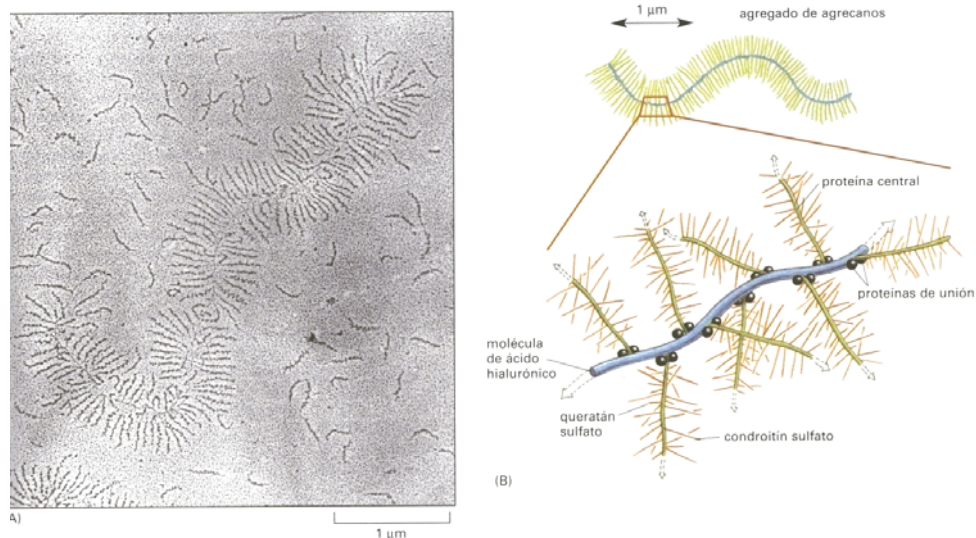 A)
1 µm
1 µm
agregado de agrecanos
proteína central
proteínas de unión
molécula
de ácido
hialurónico
queratán
sulfato
condroitín sulfato
(B)